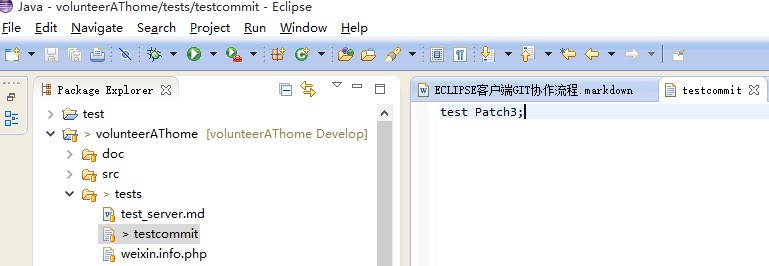 Java - volunteerAThome/tests/testcommit - Eclipse
File Edit Navigate Search Project Run Window Help
Package Explorer
ECLIPSE客户端GIT协作流程.markdown
testcommit
test Patch3;
> test
> volunteerAThome [volunteerAThome Develop]
doc
src
> tests
test_server.md
> testcommit
weixin.info.php